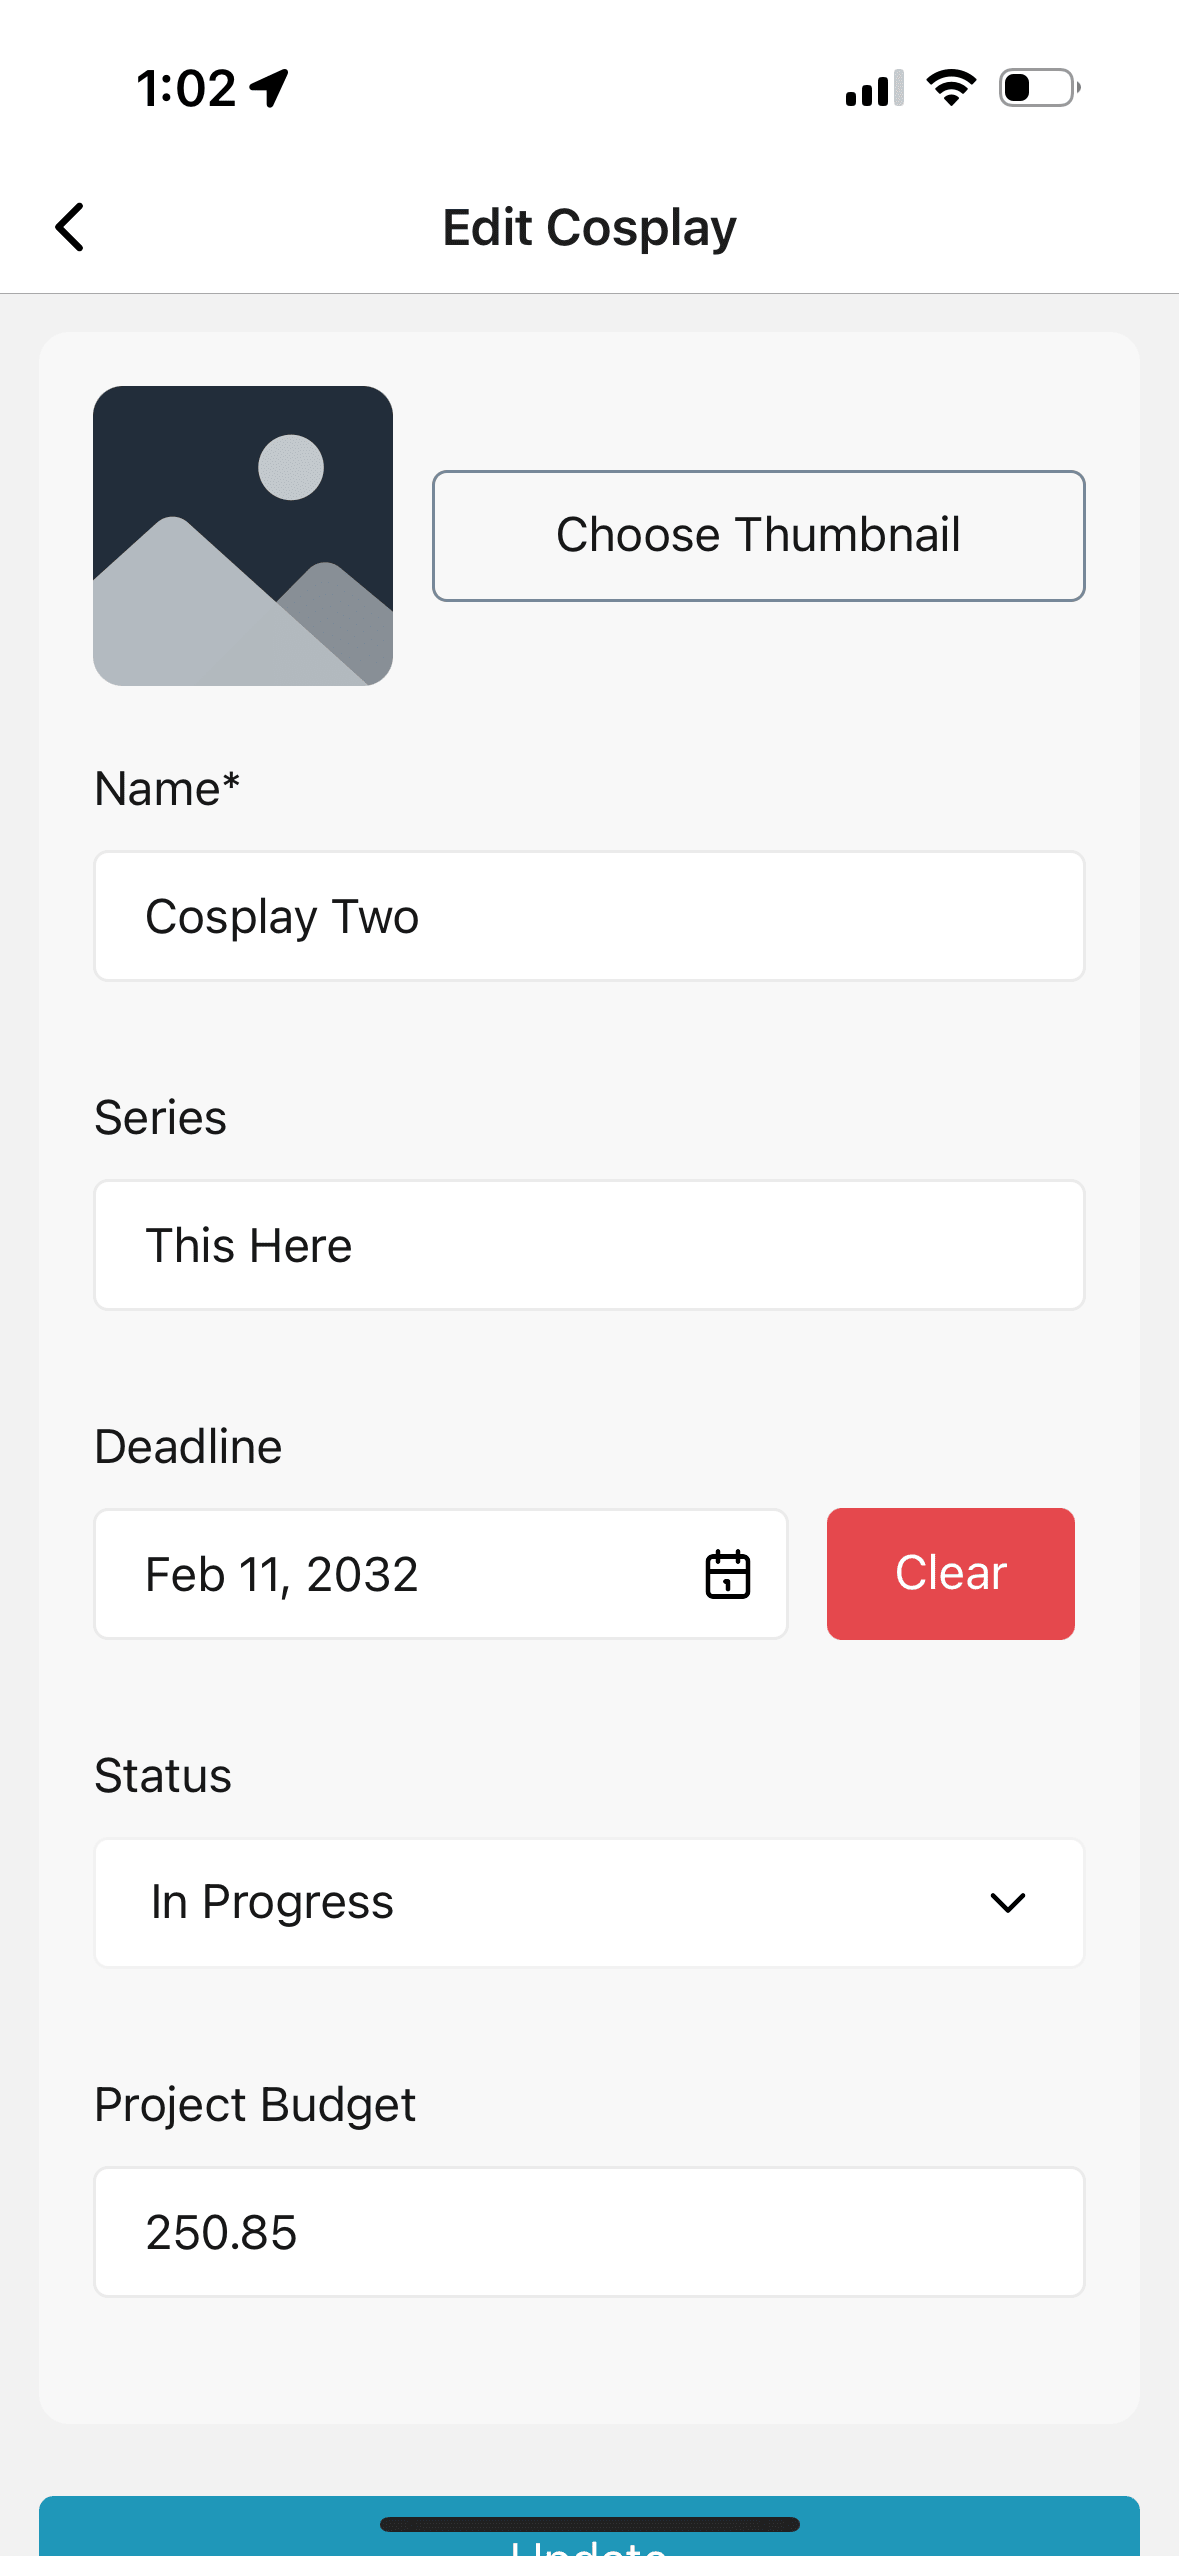 1:02
Edit Cosplay
Choose Thumbnail
Name*
Cosplay Two
Series
This Here
Deadline
Feb 11, 2032
Clear
Status
In Progress
Project Budget
250.85
Update